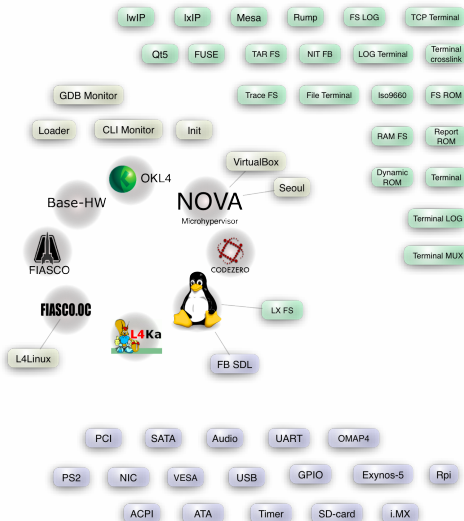 lwIP
lxIP
Mesa
Rump
FS LOG
TCP Terminal
Qt5
FUSE
TAR FS
NIT FB
LOG Terminal
Terminal
crosslink
GDB Monitor
Trace FS
File Terminal
Iso9660
FS ROM
Loader
CLI Monitor
Init
RAM FS
Report
ROM
VirtualBox
OKL4
Dynamic
ROM
Terminal
Seoul
Base-HW
NOVA
Microhypervisor
Terminal LOG
CODEZERO
FIASCO
Terminal MUX
FIASCO.OC
LX FS
L4Ka
L4Linux
FB SDL
PCI
SATA
Audio
UART
OMAP4
PS2
NIC
VESA
USB
GPIO
Exynos-5
Rpi
ACPI
ATA
Timer
SD-card
i.MX